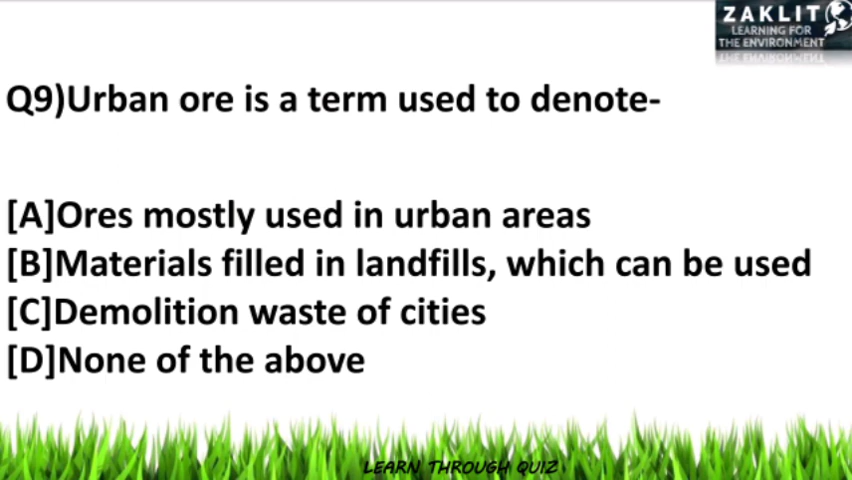 ZAKLIT
LEARNING FOR
THE ENVIRONMENT
Q9)Urban ore is a term used to denote-
[A]Ores mostly used in urban areas
[B]Materials filled in landfills, which can be used
[C]Demolition waste of cities
[D]None of the above
LEARN THROUGH QUIZ